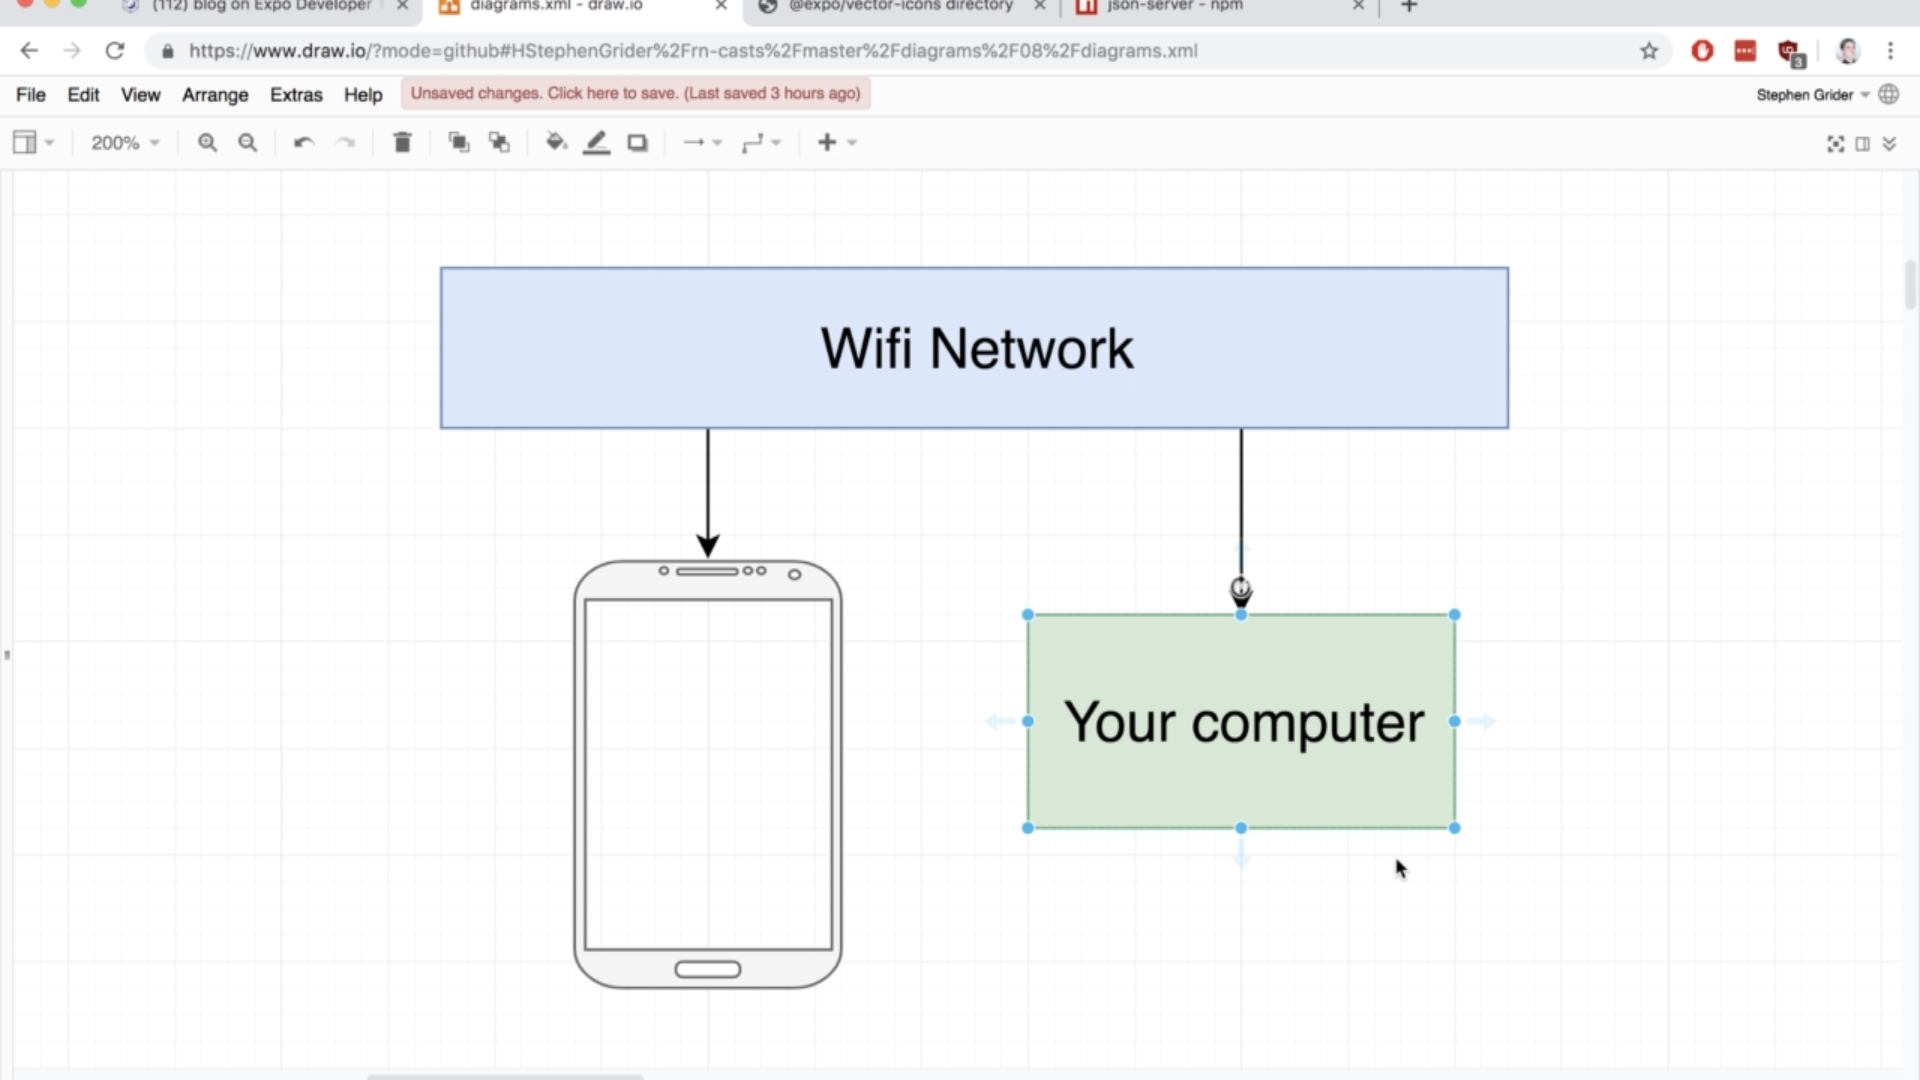 (112) blog on Expo Developer
diagrams.xml - draw.io
@expo/vector-icons directory
json-server - npm
https://www.draw.io/?mode=github#HStephenGrider%2Frn-casts%2Fmaster%2Fdiagrams%2F08%2Fdiagrams.xml
3
File Edit View Arrange Extras Help Unsaved changes. Click here to save. (Last saved 3 hours ago) Stephen Grider
200%
Wifi Network
Your computer